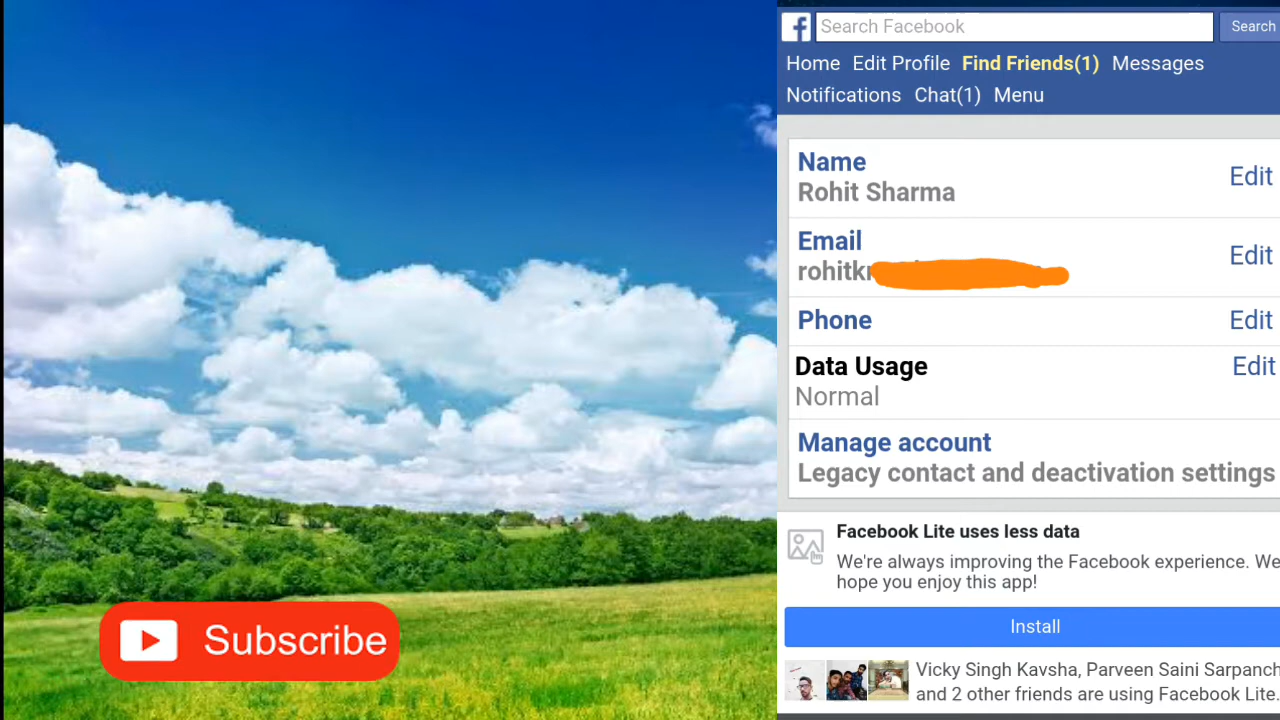 Search Facebook
Search
Home Edit Profile Find Friends(1) Messages
Notifications Chat(1) Menu
Name
Rohit Sharma
Edit
Email
rohitk
Edit
Phone
Edit
Data Usage
Normal
Edit
Manage account
Legacy contact and deactivation settings
Facebook Lite uses less data
We're always improving the Facebook experience. We
hope you enjoy this app!
Install
Vicky Singh Kavsha, Parveen Saini Sarpanch
and 2 other friends are using Facebook Lite.
Subscribe